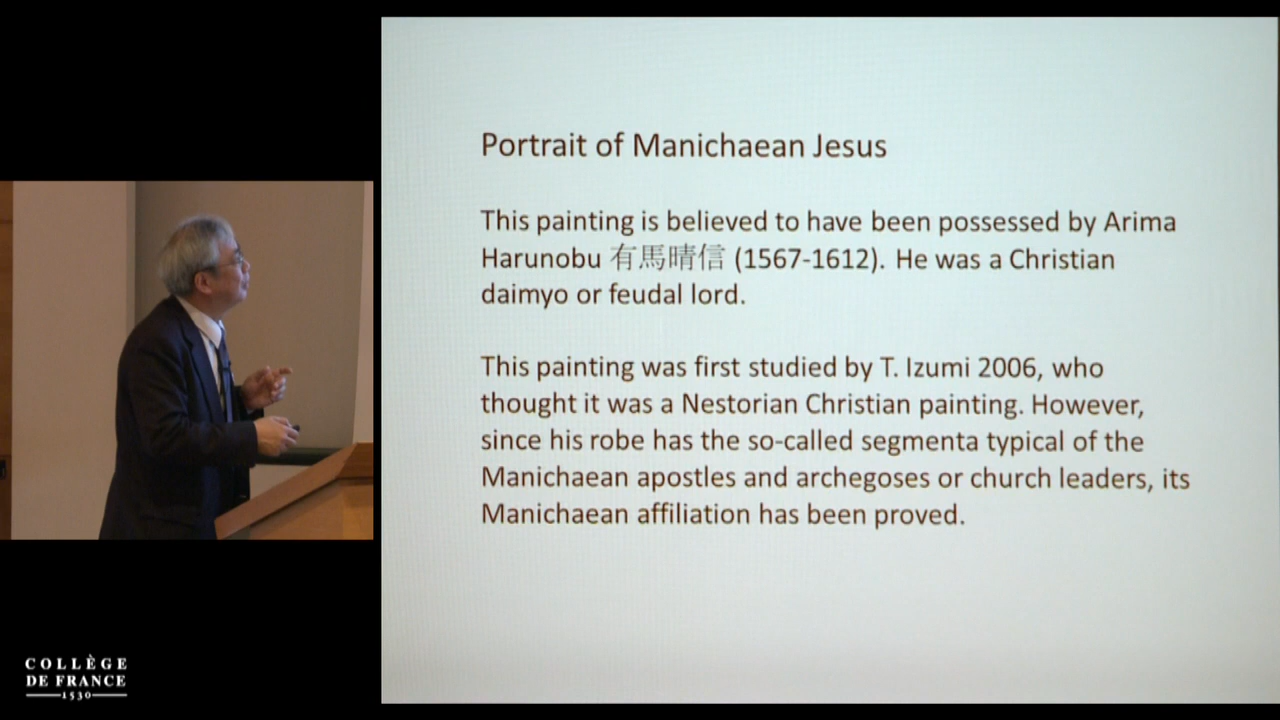 Portrait of Manichaean Jesus
This painting is believed to have been possessed by Arima
Harunobu 有馬晴信 (1567-1612). He was a Christian
daimyo or feudal lord.
This painting was first studied by T. Izumi 2006, who
thought it was a Nestorian Christian painting. However,
since his robe has the so-called segmenta typical of the
Manichaean apostles and archegoses or church leaders, its
Manichaean affiliation has been proved.
COLLÈGE
DE FRANCE
1530